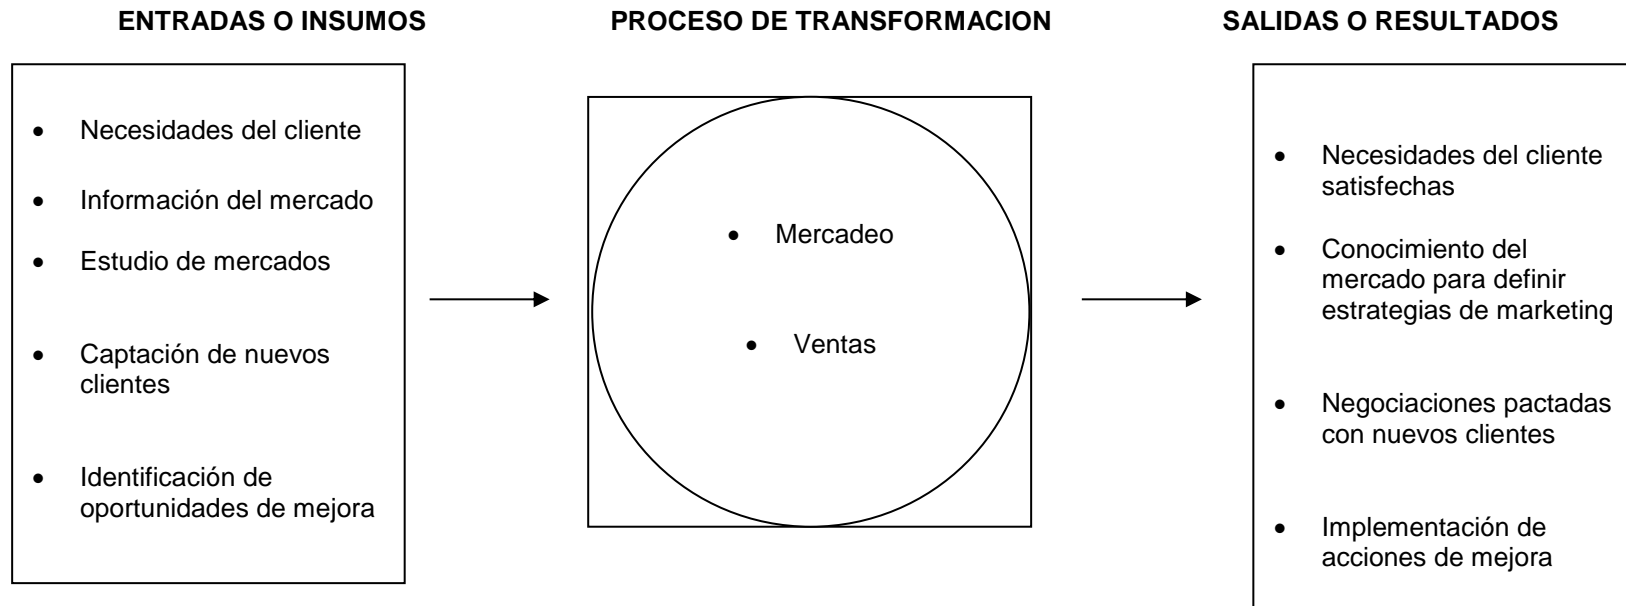 ENTRADAS O INSUMOS
PROCESO DE TRANSFORMACION
SALIDAS O RESULTADOS
• Necesidades del cliente
• Información del mercado
• Estudio de mercados
• Captación de nuevos
clientes
• Identificación de
oportunidades de mejora
• Mercadeo
• Ventas
• Necesidades del cliente
satisfechas
• Conocimiento del
mercado para definir
estrategias de marketing
• Negociaciones pactadas
con nuevos clientes
• Implementación de
acciones de mejora